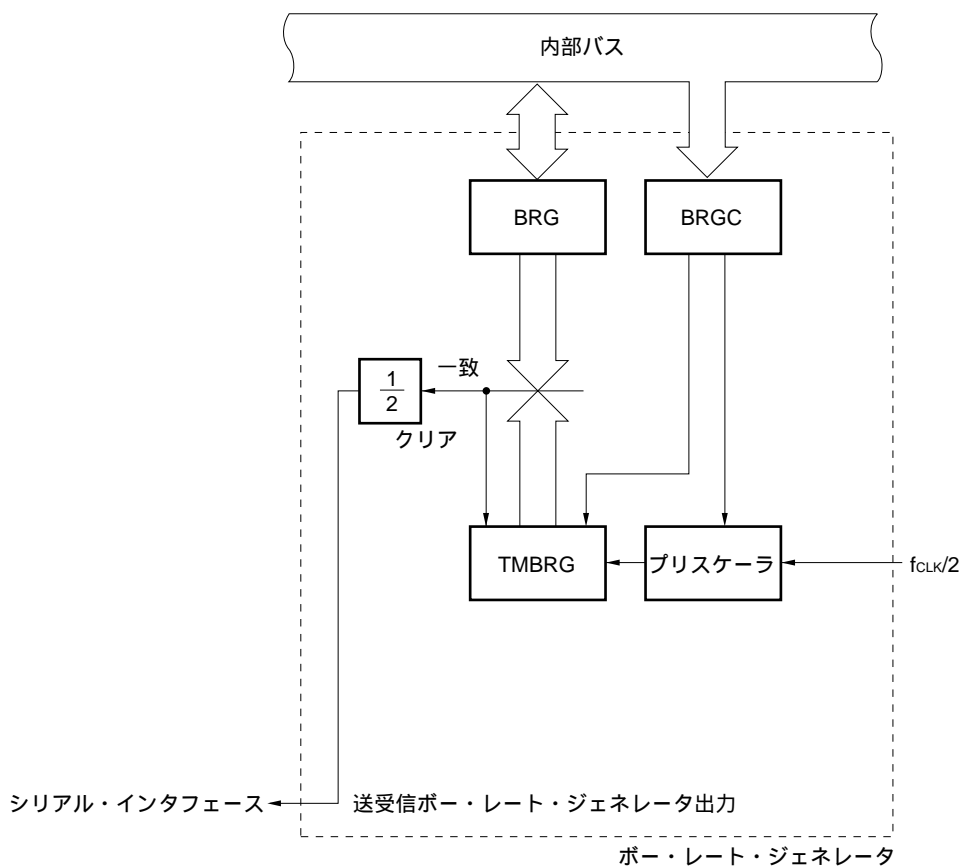 内部バス
BRG
BRGC
一致
1
2
クリア
TMBRG
プリスケーラ
fCLK/2
シリアル・インタフェース
送受信ボー・レート・ジェネレータ出力
ボー・レート・ジェネレータ